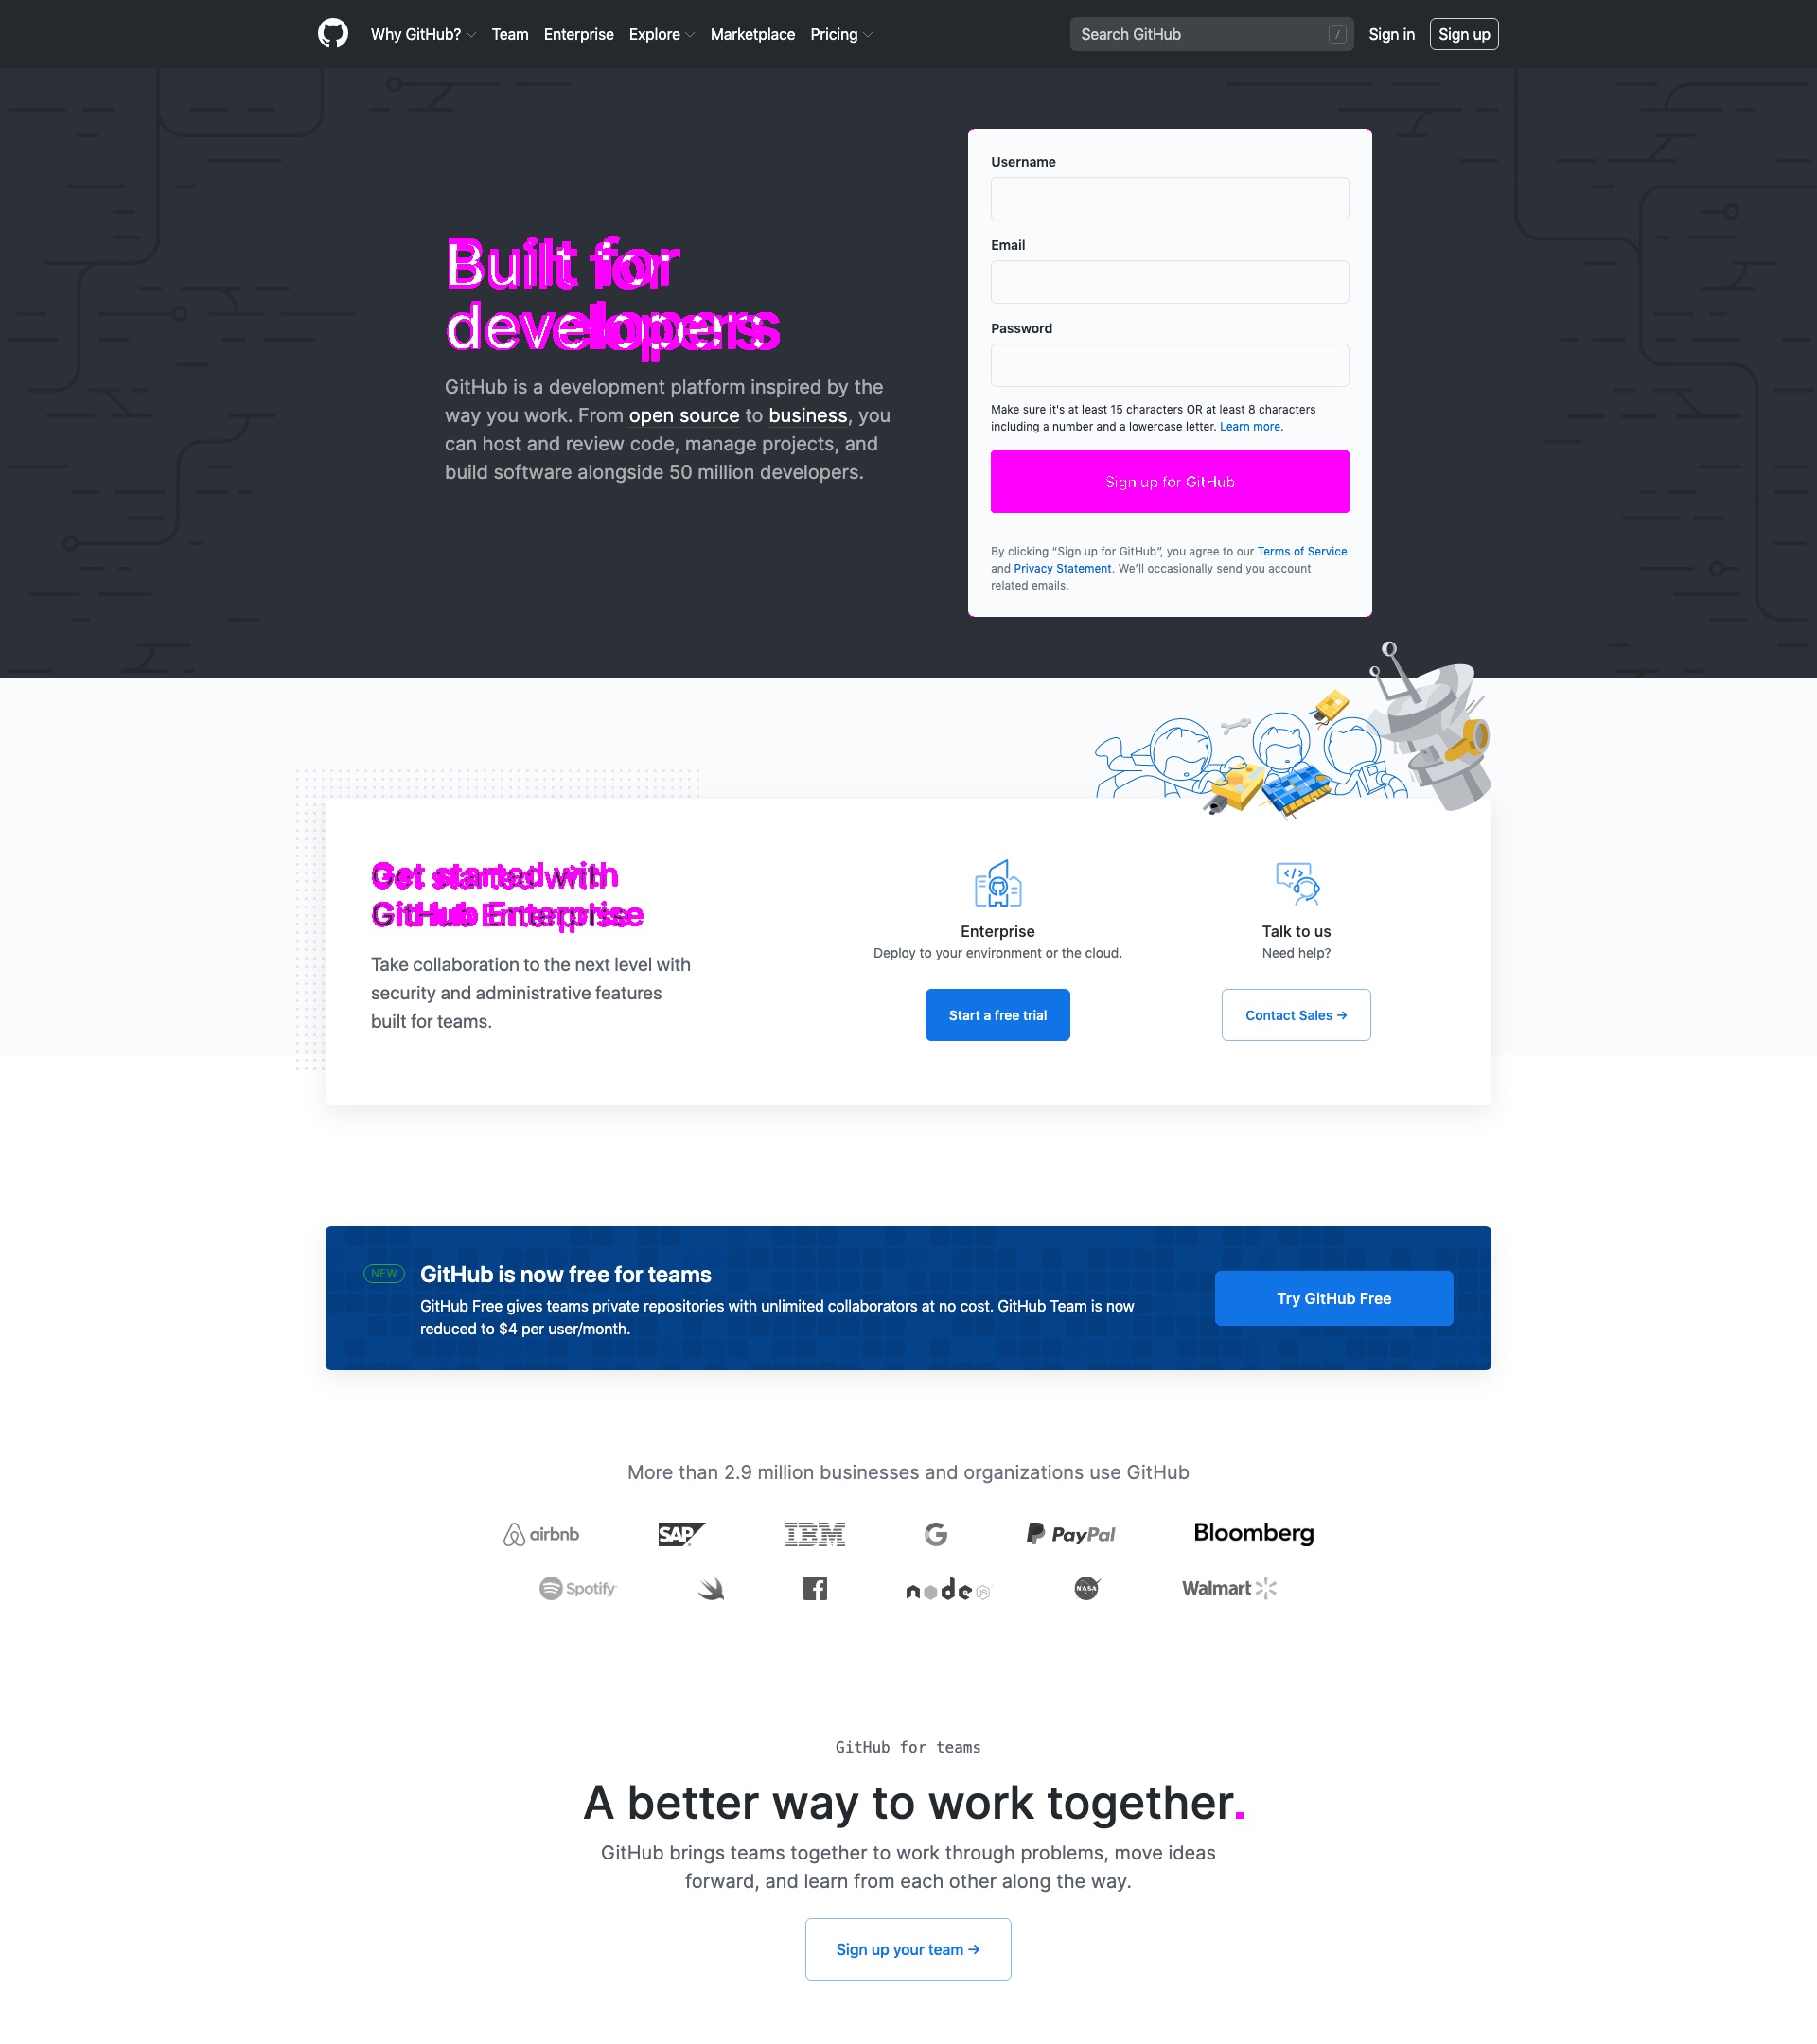 Why GitHub? Team Enterprise Explore Marketplace Pricing Search GitHub / Sign in Sign up
Built for
developers
GitHub is a development platform inspired by the
way you work. From open source to business, you
can host and review code, manage projects, and
build software alongside 50 million developers.
Username
Email
Password
Make sure it's at least 15 characters OR at least 8 characters
including a number and a lowercase letter. Learn more.
Sign up for GitHub
By clicking “Sign up for GitHub”, you agree to our Terms of Service
and Privacy Statement. We’ll occasionally send you account
related emails.
Get started with
GitHub Enterprise
Take collaboration to the next level with
security and administrative features
built for teams.
Enterprise
Deploy to your environment or the cloud.
Start a free trial
Talk to us
Need help?
Contact Sales →
NEW GitHub is now free for teams
GitHub Free gives teams private repositories with unlimited collaborators at no cost. GitHub Team is now
reduced to $4 per user/month.
Try GitHub Free
More than 2.9 million businesses and organizations use GitHub
airbnb SAP IBM G PayPal Bloomberg
Spotify f node JS NASA Walmart
GitHub for teams
A better way to work together.
GitHub brings teams together to work through problems, move ideas
forward, and learn from each other along the way.
Sign up your team →